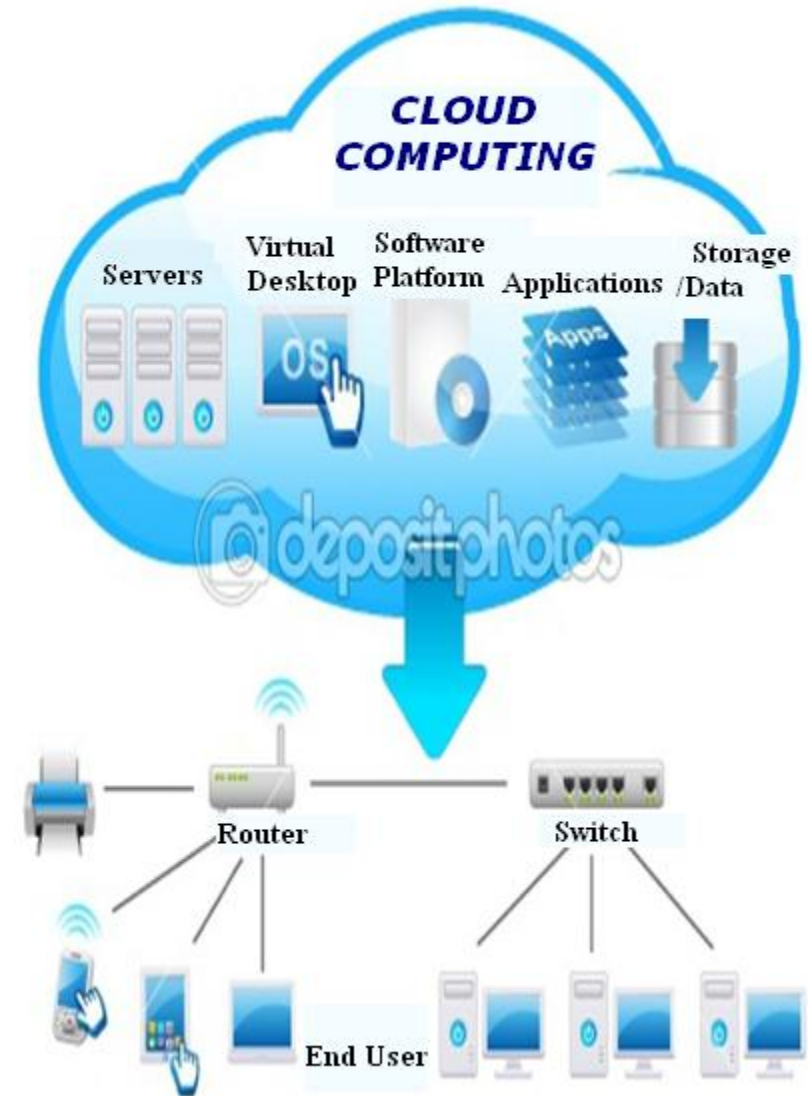 CLOUD
COMPUTING
Servers
Virtual
Desktop
Software
Platform
Applications
Storage
/Data
OS
Apps
depositphotos
Router
Switch
End User